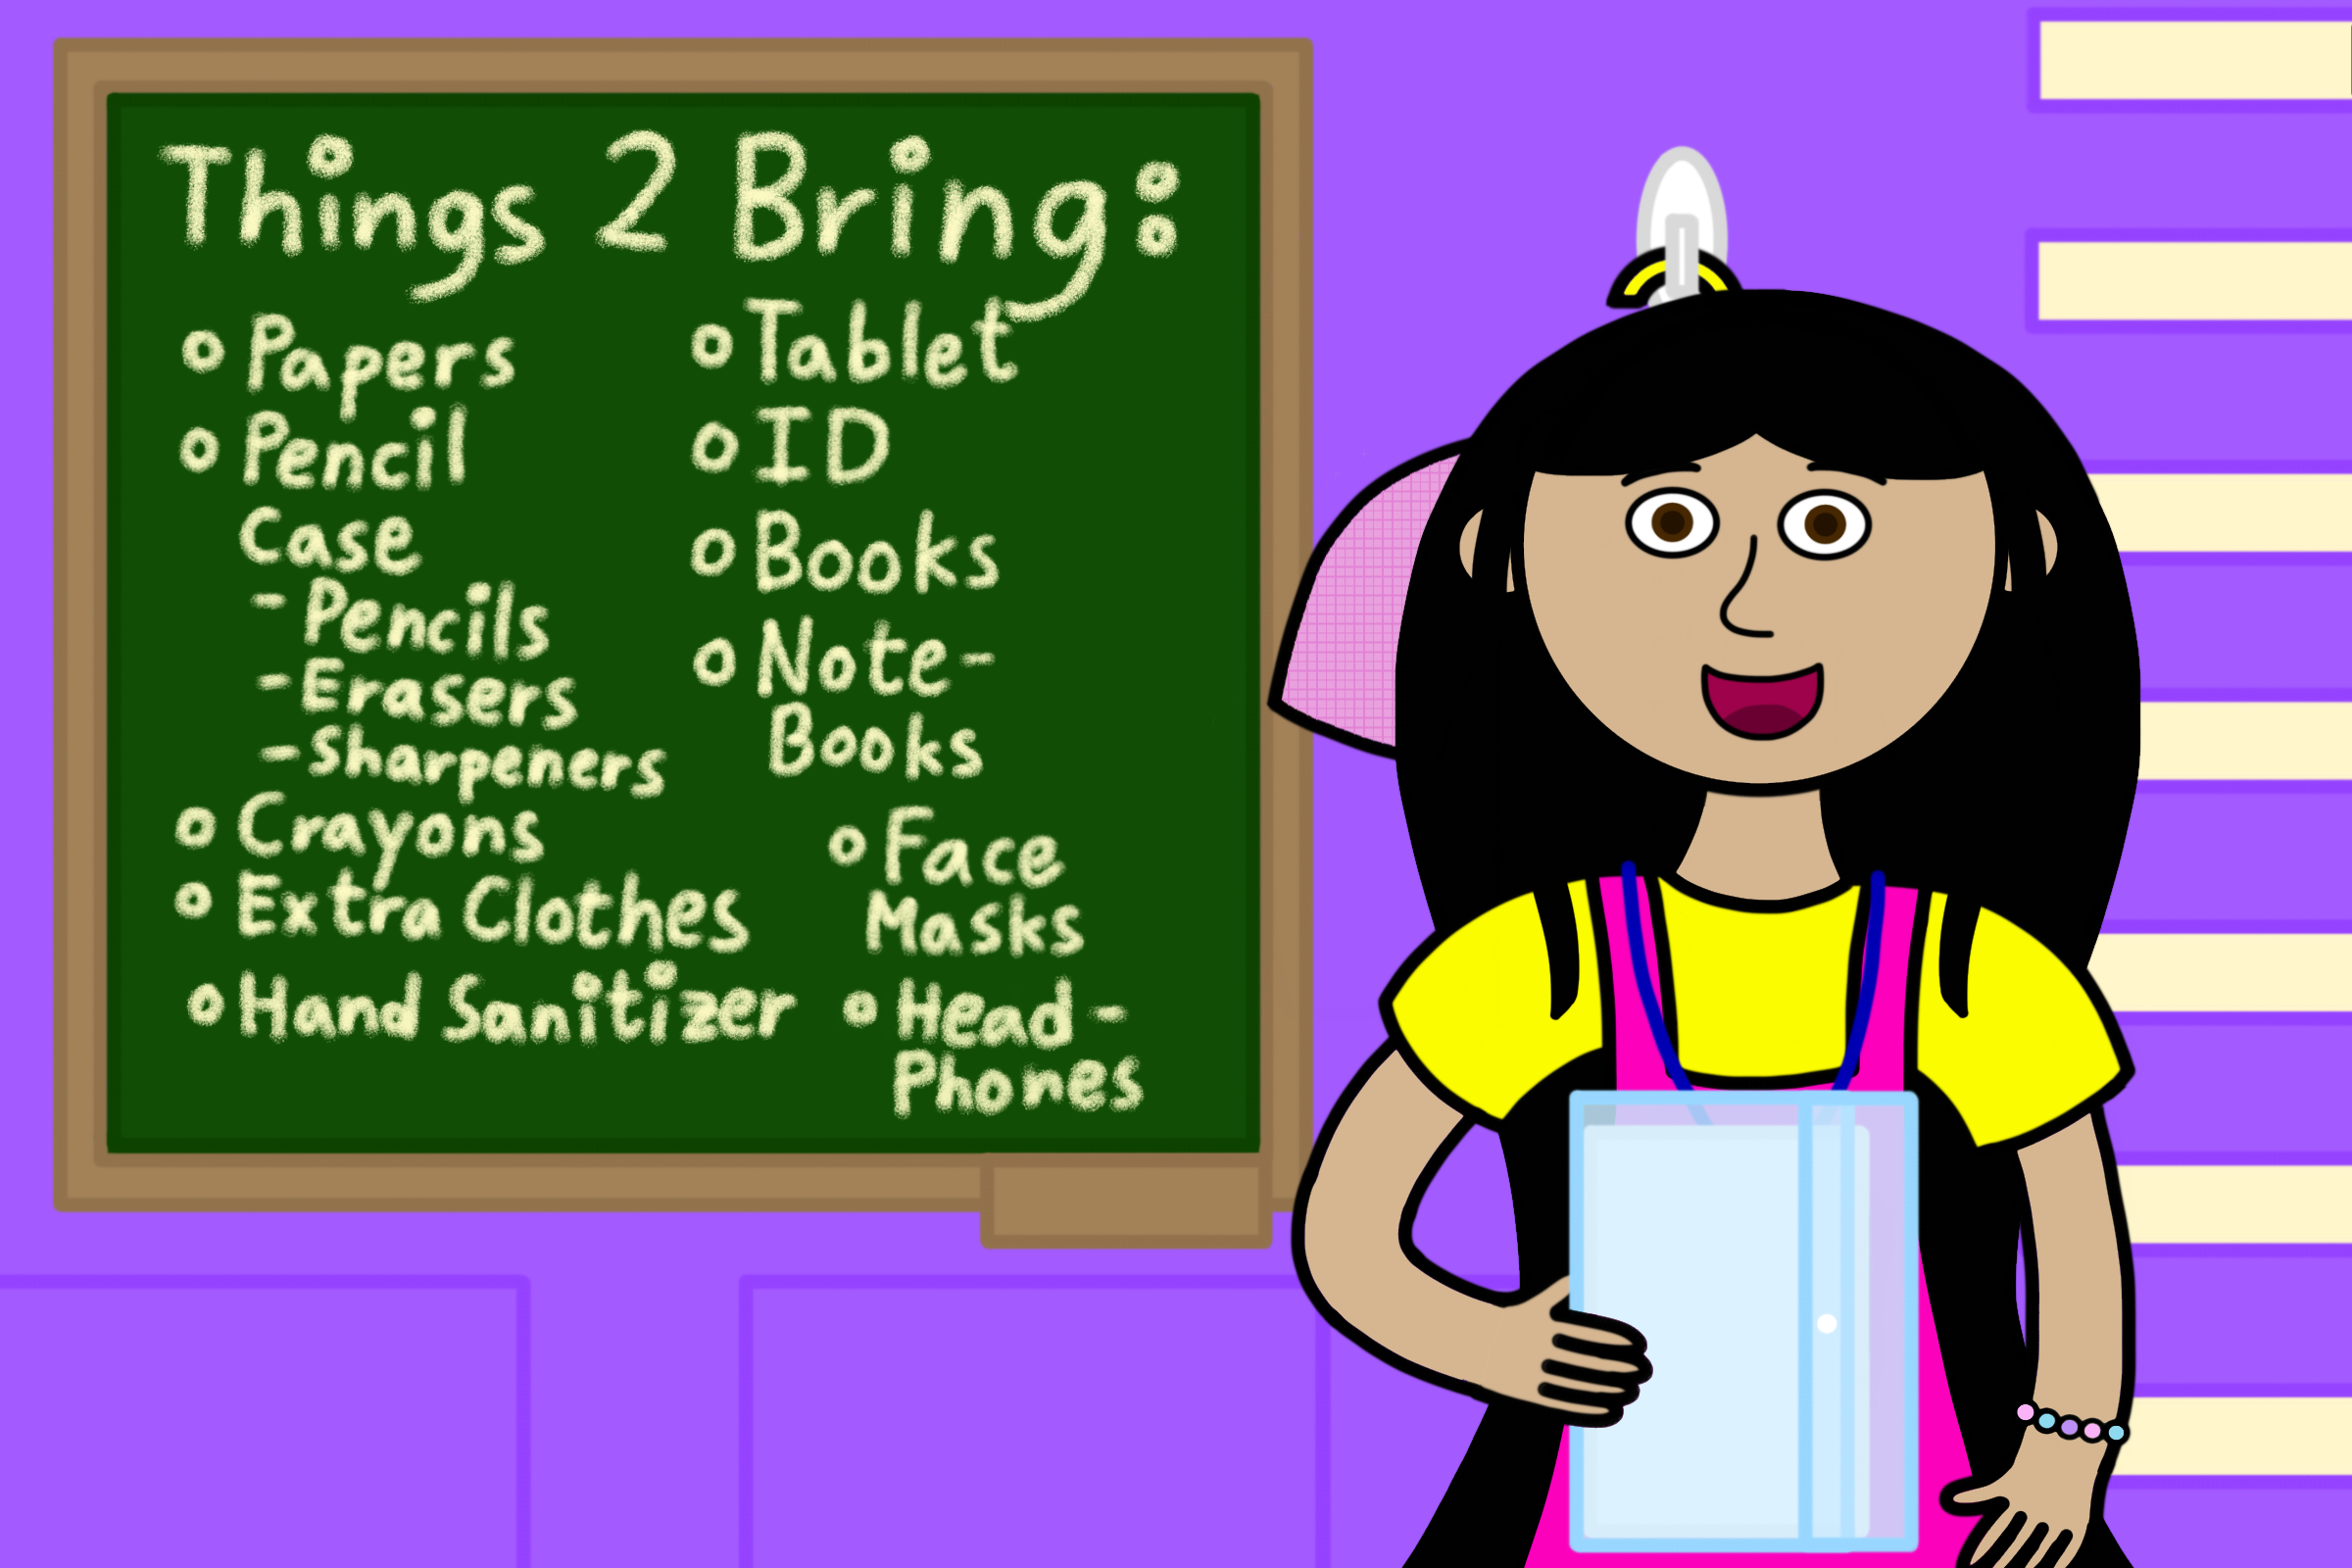 Things 2 Bring:
o Papers
o Pencil
Case
- Pencils
- Erasers
- Sharpeners
o Crayons
o Extra Clothes
o Hand Sanitizer
o Tablet
o ID
o Books
o Note-
Books
o Face
Masks
o Head-
Phones